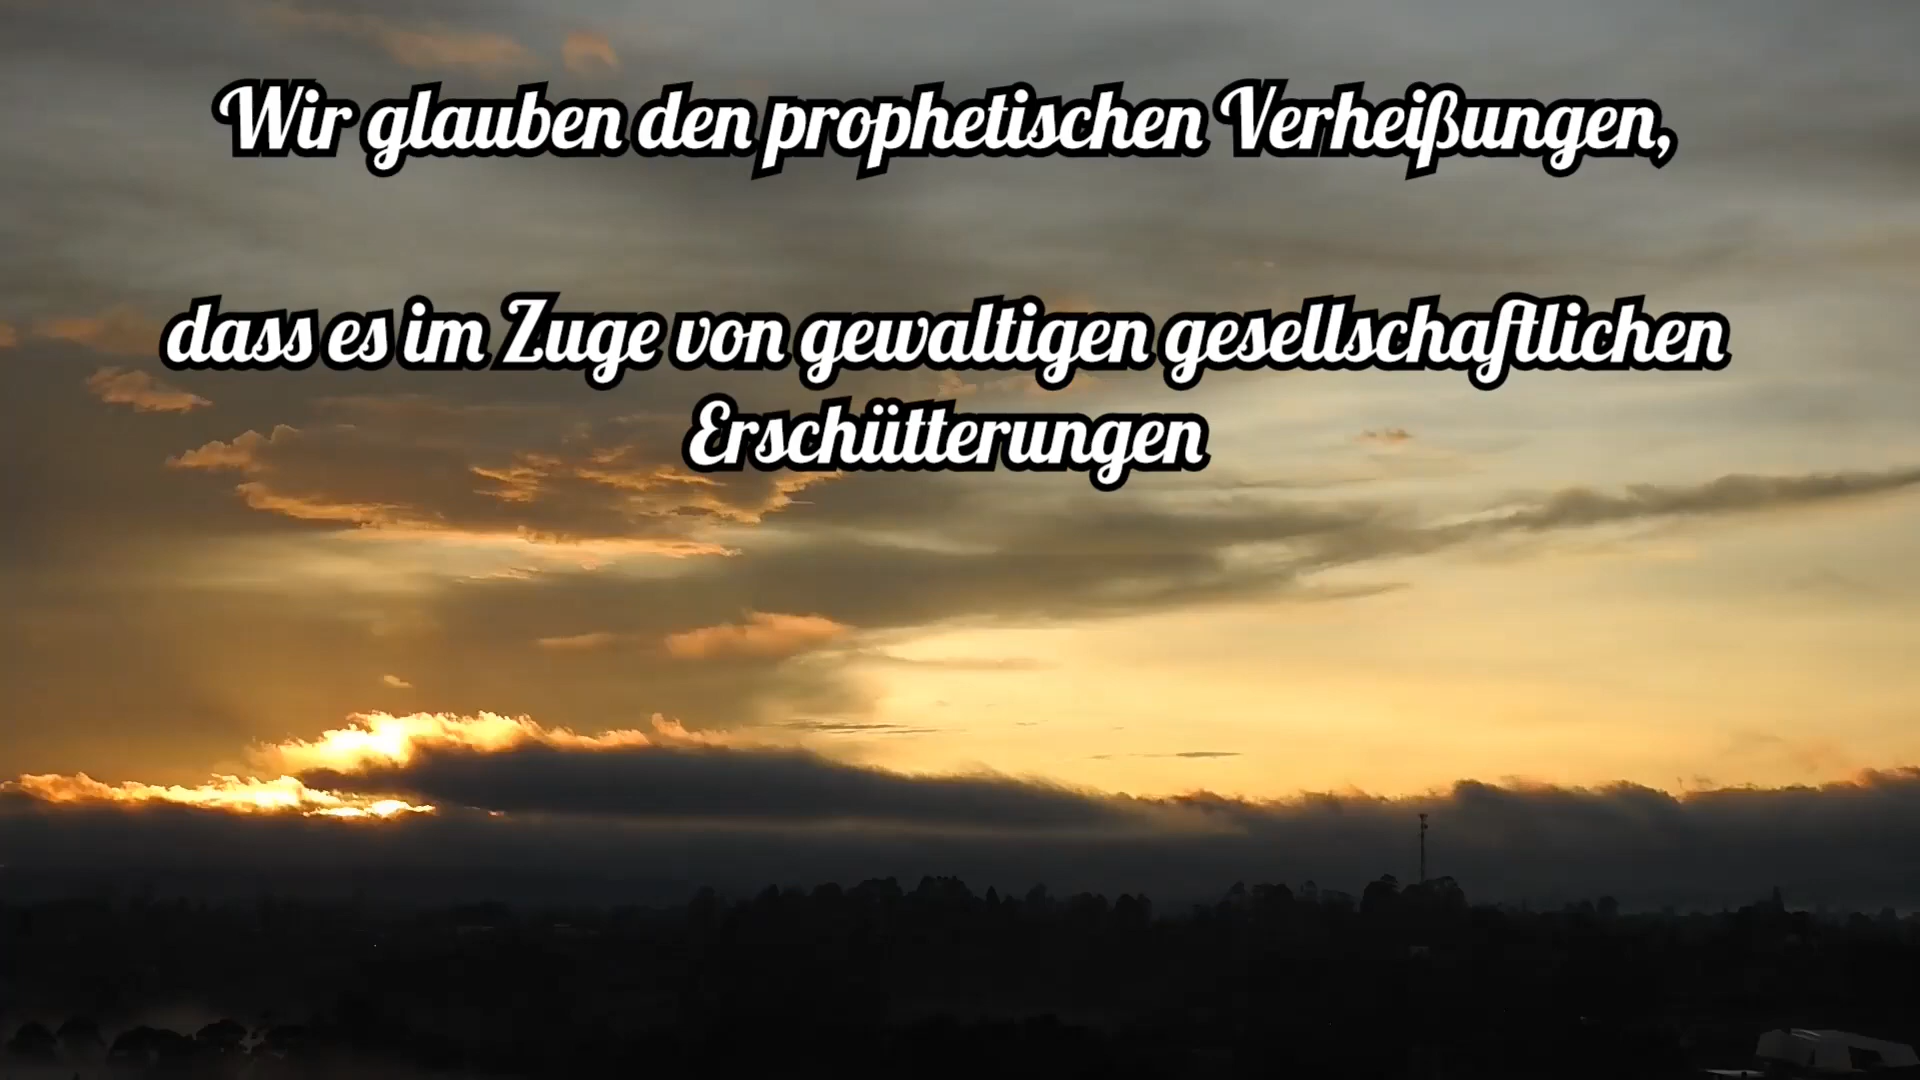 Wir glauben den prophetischen Verheißungen,
dass es im Zuge von gewaltigen gesellschaftlichen
Erschütterungen